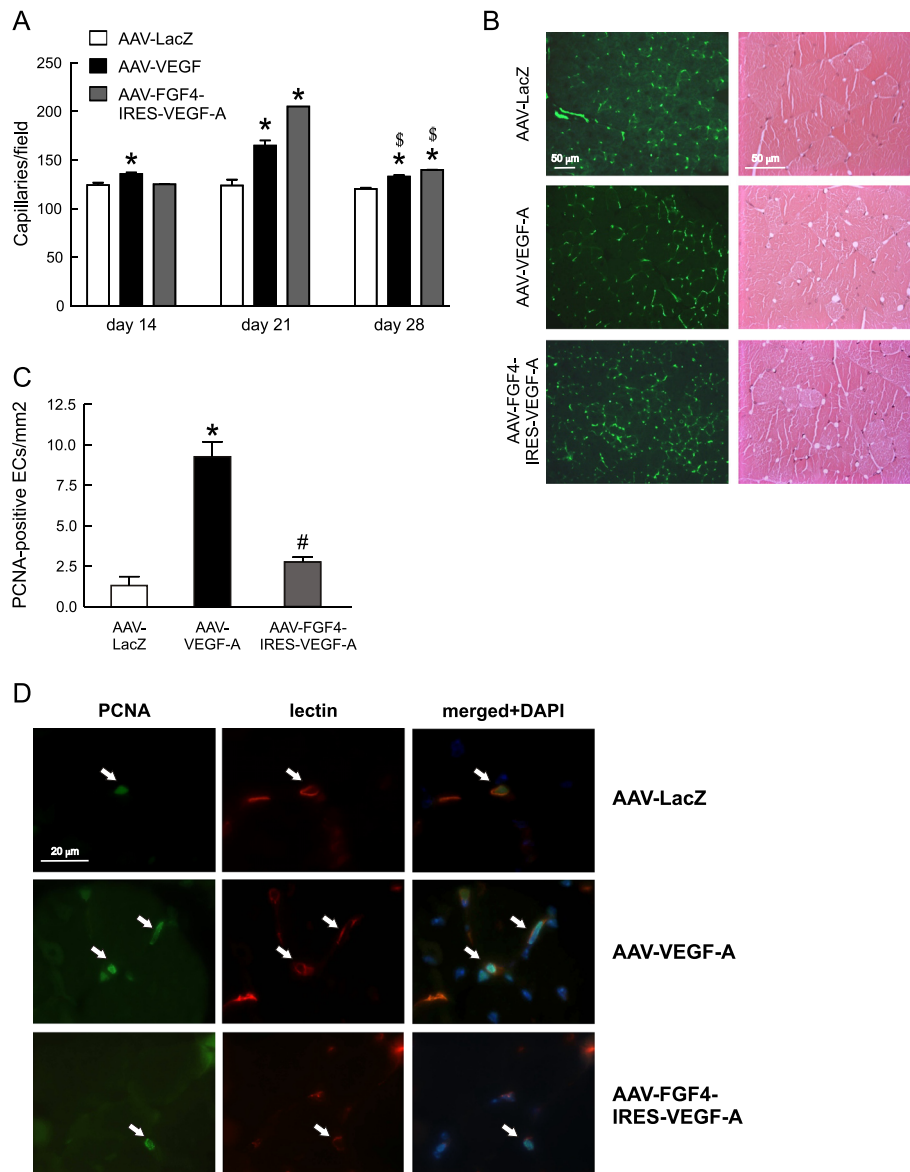 A
AAV-LacZ
AAV-VEGF
AAV-FGF4-
IRES-VEGF-A
Capillaries/field
250
200
150
100
50
0
*
*
*
$
*
$
*
day 14
day 21
day 28
B
AAV-LacZ
50 μm
50 μm
AAV-VEGF-A
AAV-FGF4-
IRES-VEGF-A
C
PCNA-positive ECs/mm2
12.5
10.0
7.5
5.0
2.5
0.0
*
#
AAV-
LacZ
AAV-
VEGF-A
AAV-FGF4-
IRES-VEGF-A
D
PCNA
lectin
merged+DAPI
20 μm
AAV-LacZ
AAV-VEGF-A
AAV-FGF4-
IRES-VEGF-A